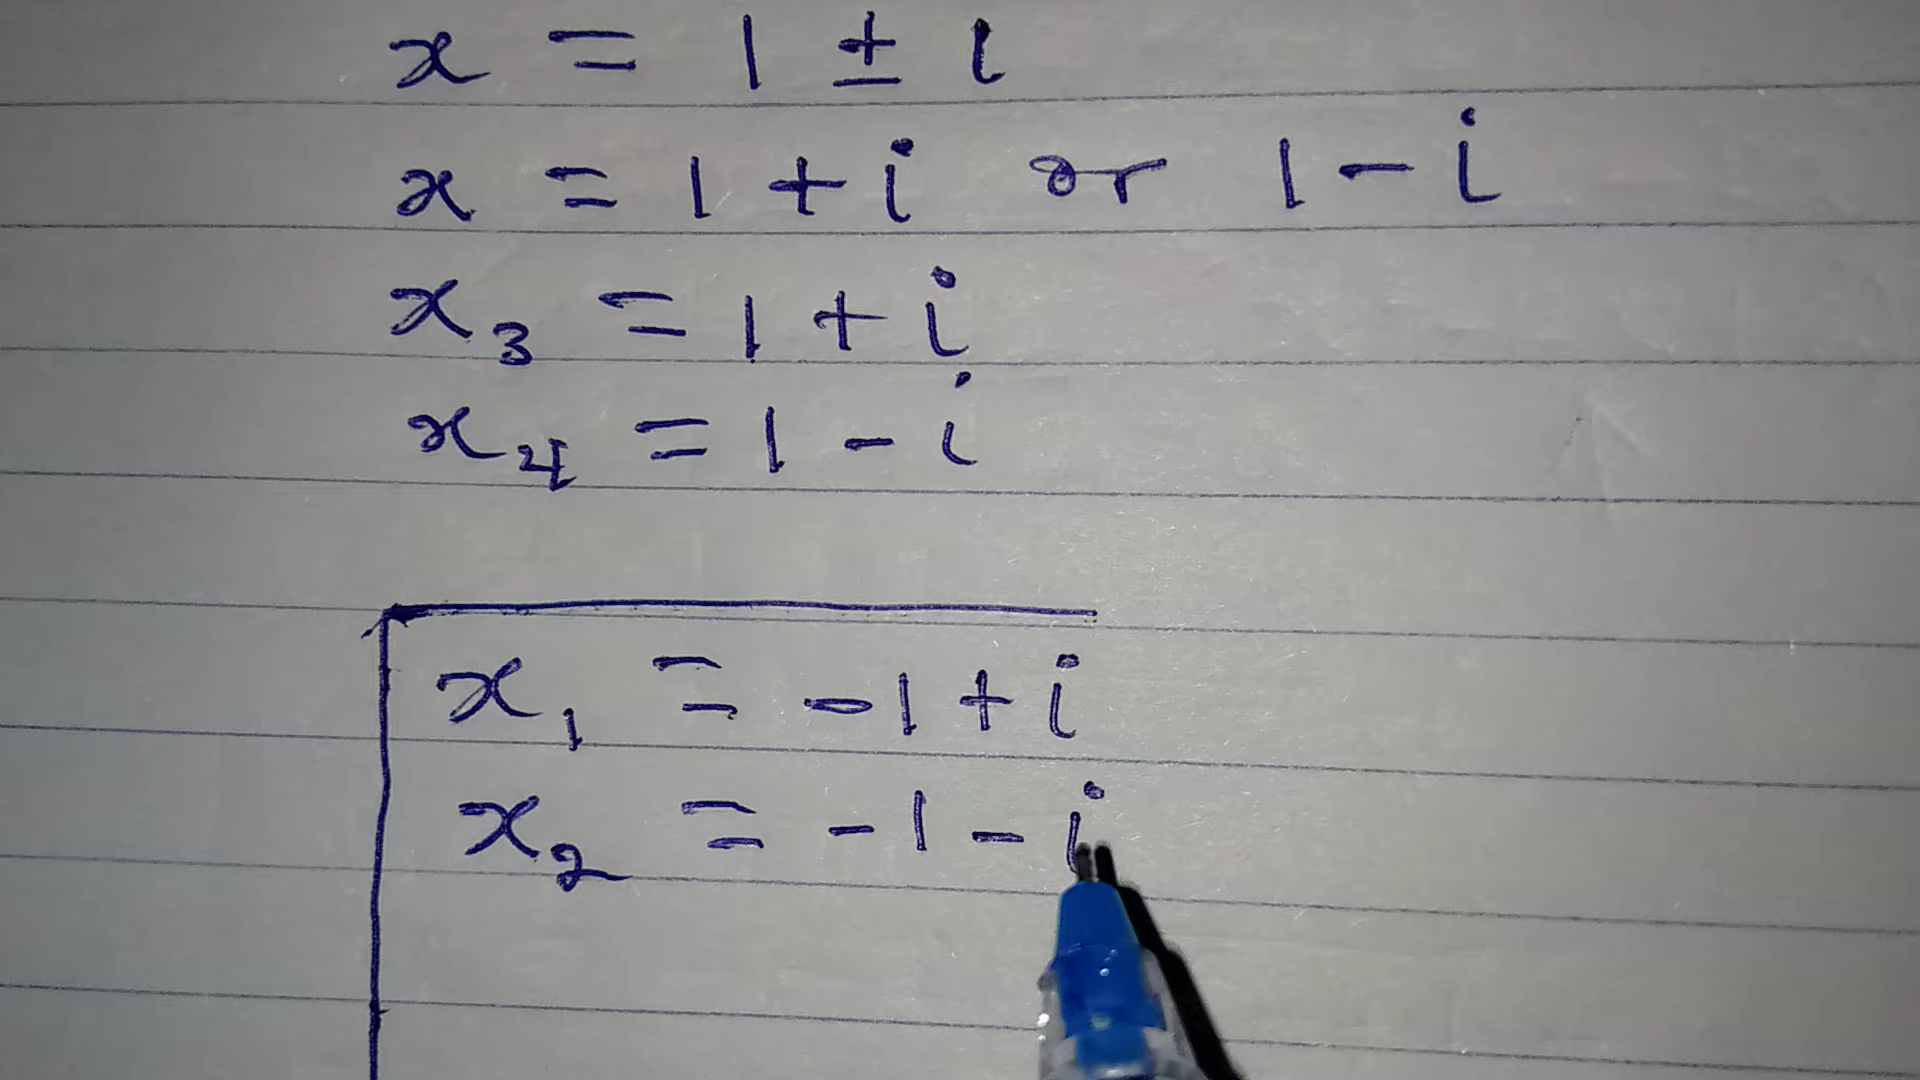 x = 1 ± i
x = 1 + i or 1 - i
x₃ = 1 + i
x₄ = 1 - i
x₁ = -1 + i
x₂ = -1 - i